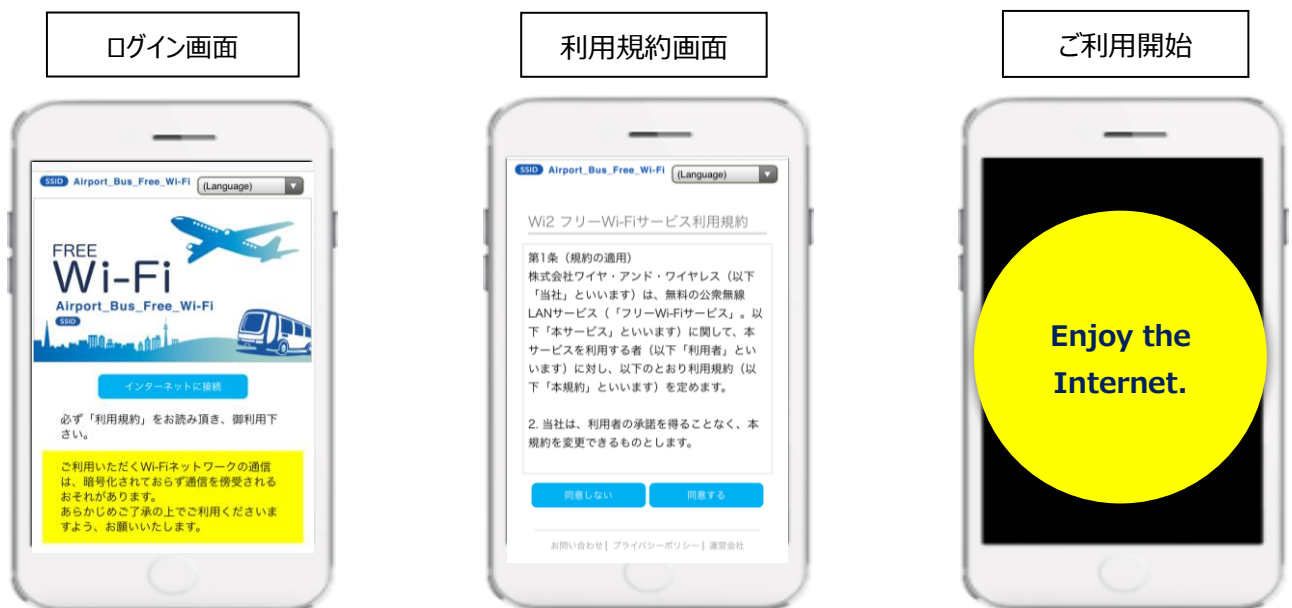 ログイン画面
SSID Airport_Bus_Free_Wi-Fi (Language)
FREE
Wi-Fi
Airport_Bus_Free_Wi-Fi
SSID
インターネットに接続
必ず「利用規約」をお読み頂き、御利用下
さい。
ご利用いただくWi-Fiネットワークの通信
は、暗号化されておらず通信を傍受される
おそれがあります。
あらかじめご了承の上でご利用くださいま
すよう、お願いいたします。
利用規約画面
SSID Airport_Bus_Free_Wi-Fi (Language)
Wi2 フリーWi-Fiサービス利用規約
第1条（規約の適用）
株式会社ワイヤ・アンド・ワイヤレス（以下
「当社」といいます）は、無料の公衆無線
LANサービス（「フリーWi-Fiサービス」。以
下「本サービス」といいます）に関して、本
サービスを利用する者（以下「利用者」とい
います）に対し、以下のとおり利用規約（以
下「本規約」といいます）を定めます。
2. 当社は、利用者の承諾を得ることなく、本
規約を変更できるものとします。
同意しない 同意する
お問い合わせ| プライバシーポリシー| 運営会社
ご利用開始
Enjoy the
Internet.